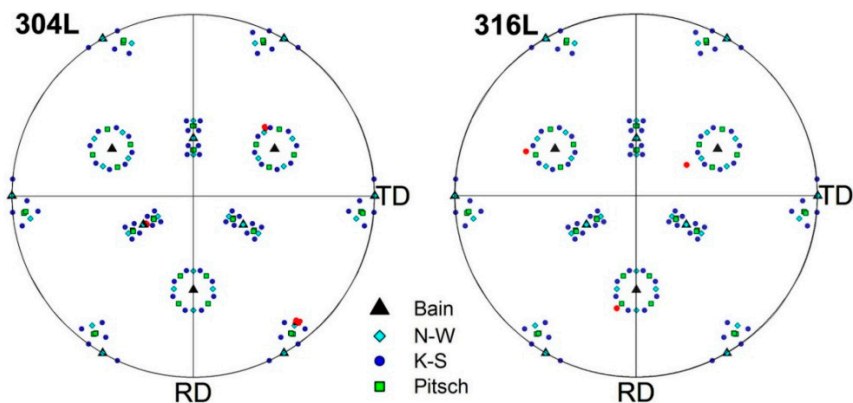 304L
316L
TD
TD
Bain
N-W
K-S
Pitsch
RD
RD